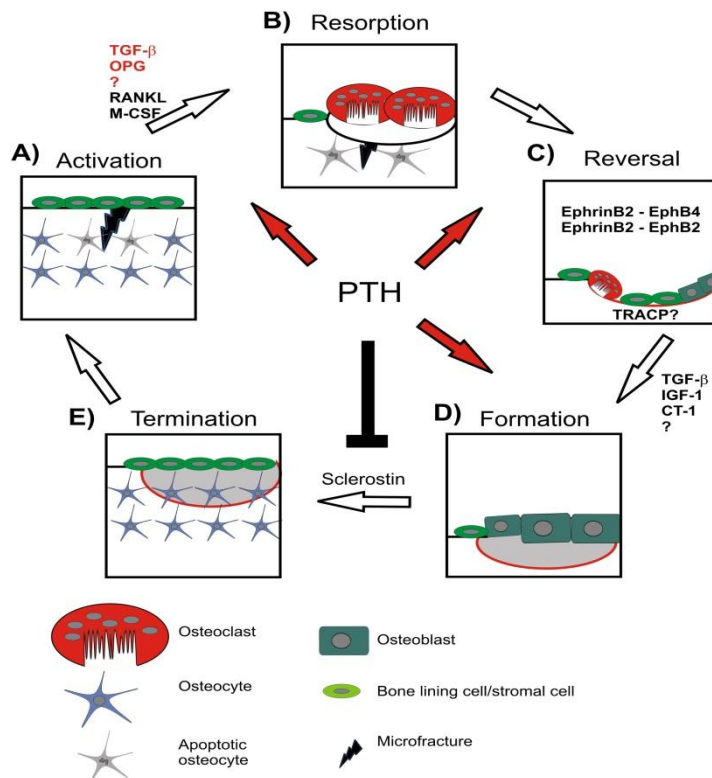 B) Resorption
TGF-β
OPG
?
RANKL
M-CSF
A) Activation
C) Reversal
EphrinB2 - EphB4
EphrinB2 - EphB2
TRACP?
PTH
TGF-β
IGF-1
CT-1
?
E) Termination
D) Formation
Sclerostin
Osteoclast
Osteoblast
Osteocyte
Bone lining cell/stromal cell
Apoptotic
osteocyte
Microfracture